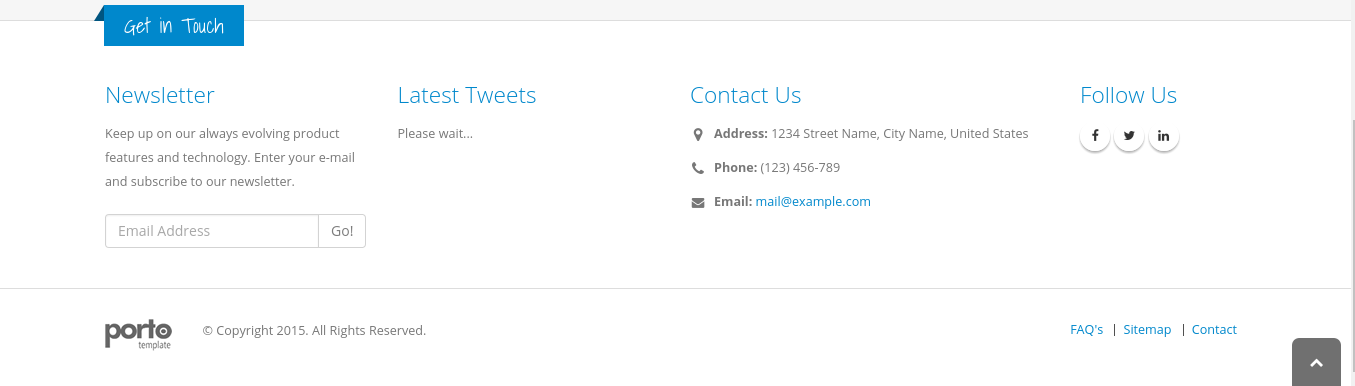 Get in Touch
Newsletter
Keep up on our always evolving product
features and technology. Enter your e-mail
and subscribe to our newsletter.
Email Address
Go!
Latest Tweets
Please wait...
Contact Us
Address: 1234 Street Name, City Name, United States
Phone: (123) 456-789
Email: mail@example.com
Follow Us
porto
template
© Copyright 2015. All Rights Reserved.
FAQ's | Sitemap | Contact